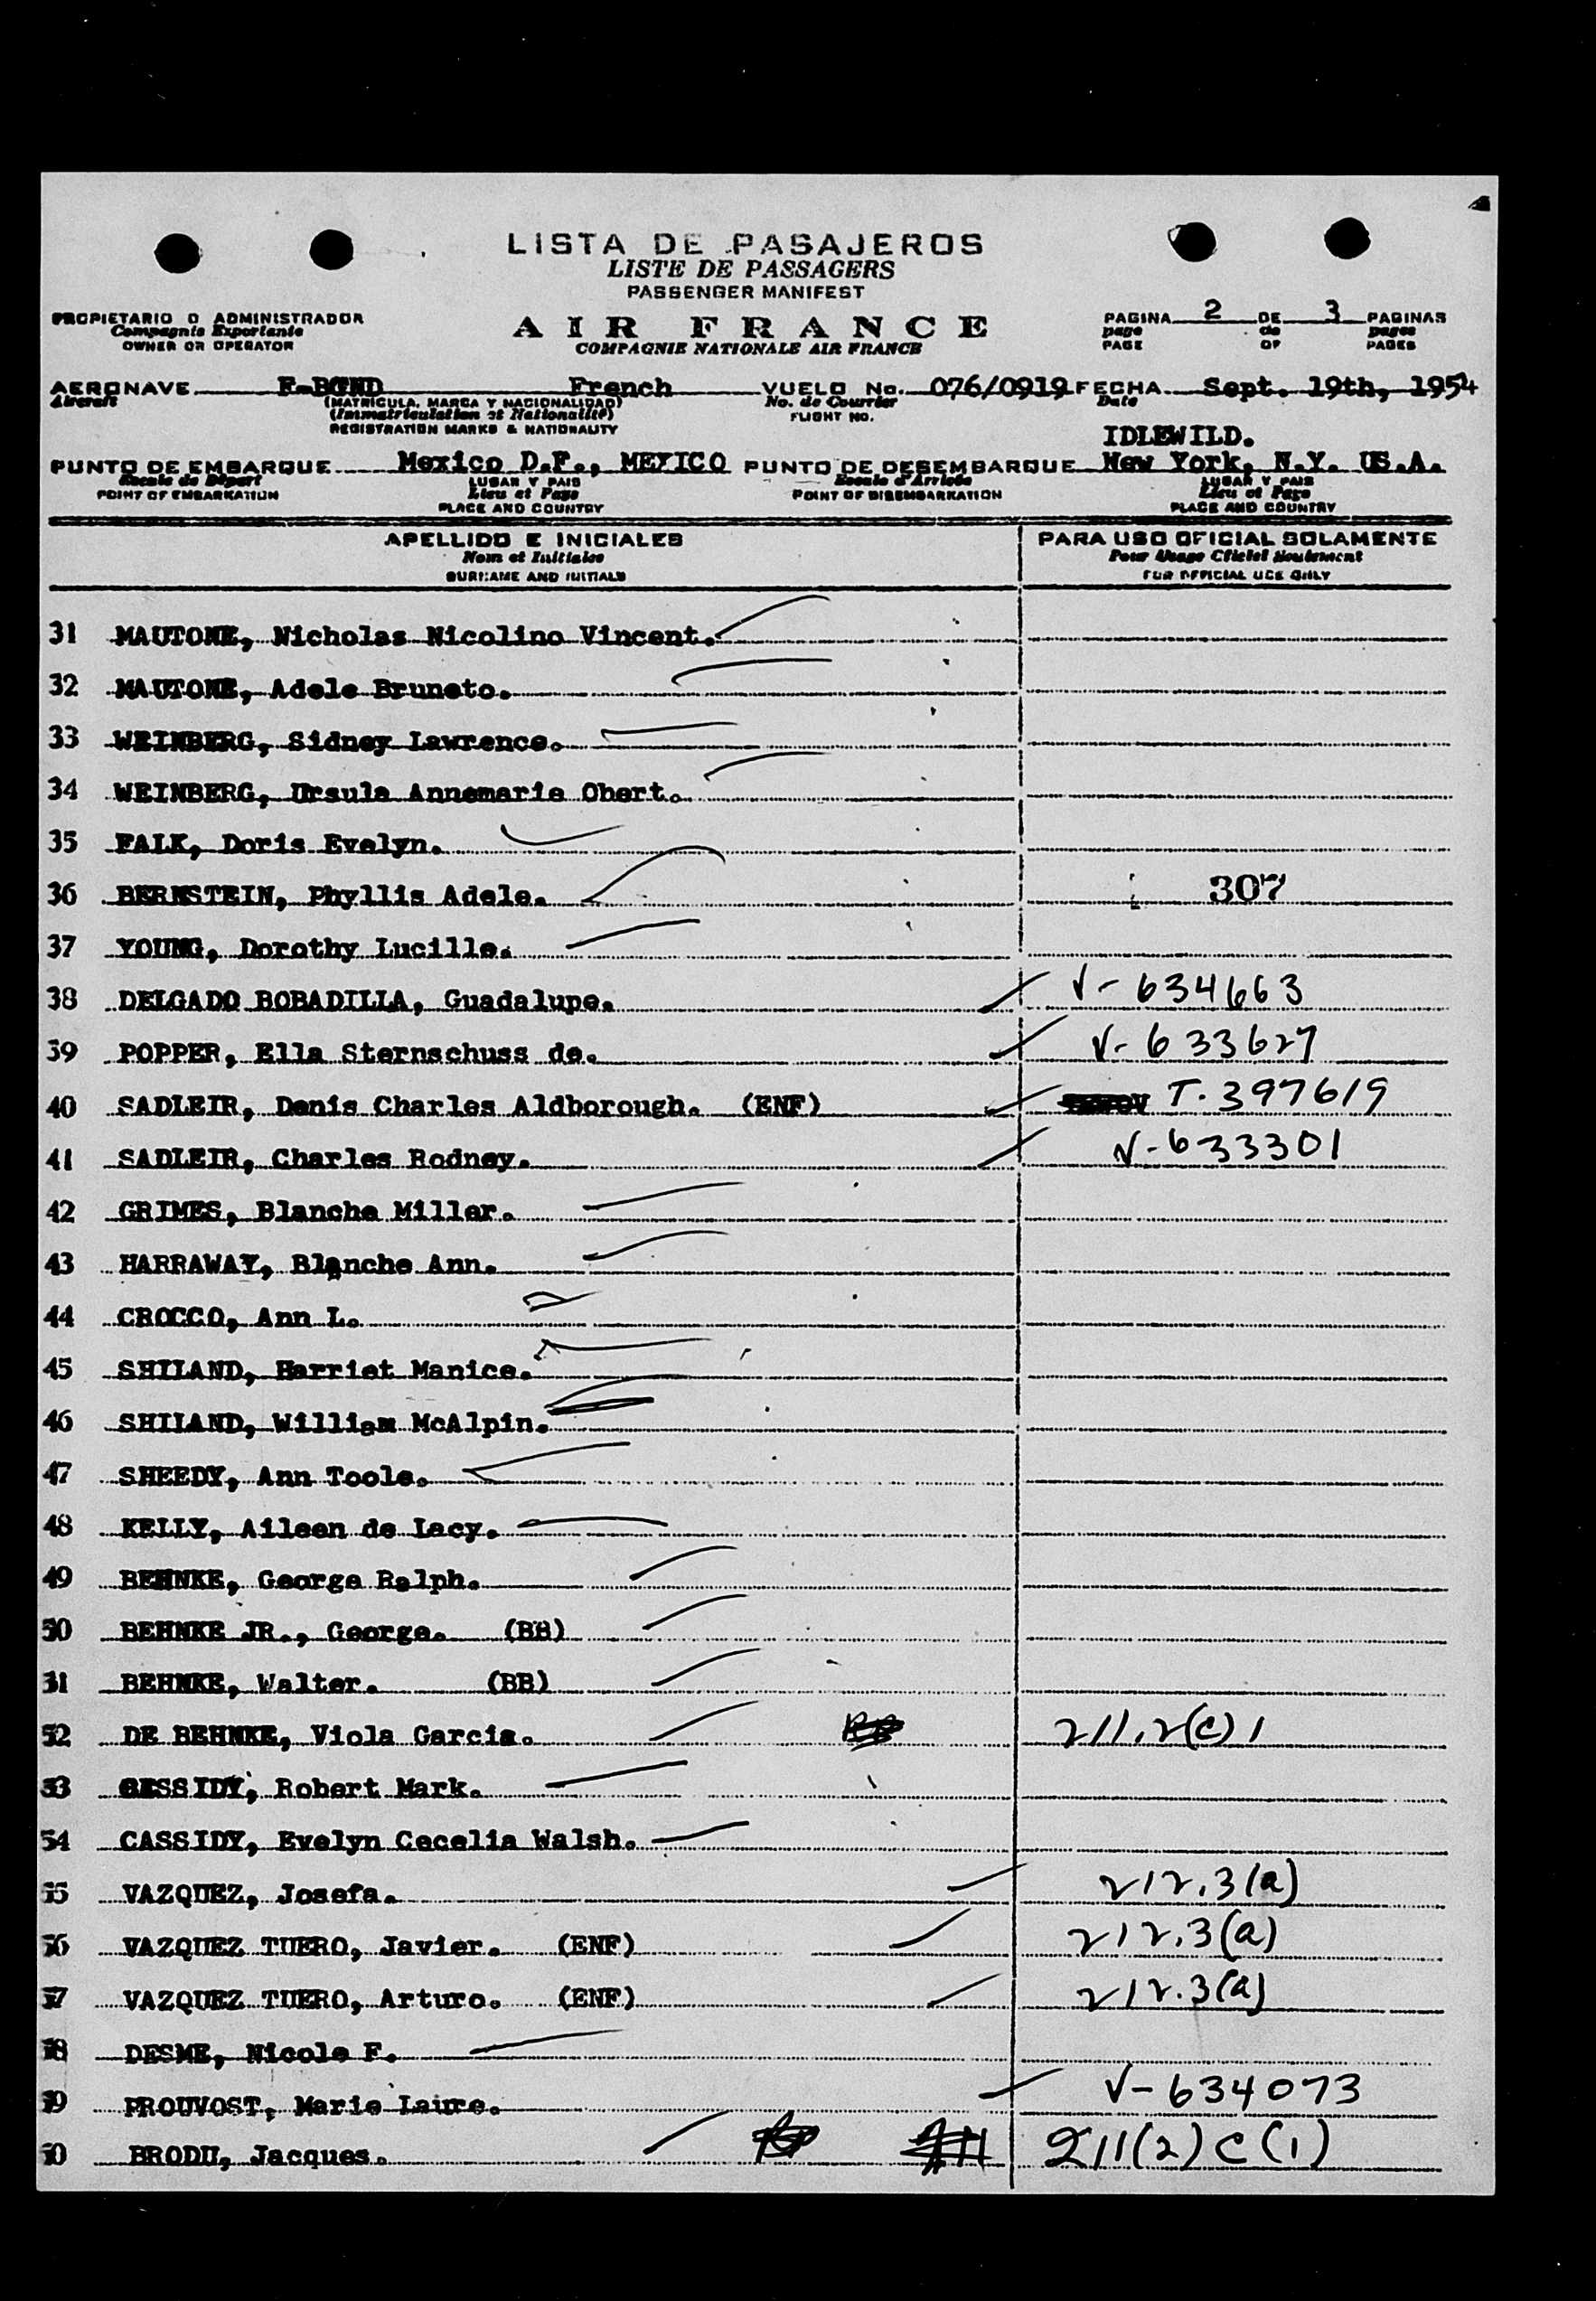 LISTA DE PASAJEROS
LISTE DE PASSAGERS
PASSENGER MANIFEST
PROPIETARIO O ADMINISTRADOR
Compagnie Exportante
OWNER OR OPERATOR
AIR FRANCE
COMPAGNIE NATIONALE AIR FRANCE
PAGINA 2 DE 3 PAGINAS
page de pages
PAGE OF PAGES
AERONAVE French VUELO No. 076/0919 FECHA Sept. 19th, 1954
Aircraft (MATRICULA, MARCA Y NACIONALIDAD) No. de Courrier Date
(Immatriculation et Nationalité) FLIGHT NO.
REGISTRATION MARKS & NATIONALITY
IDLEWILD.
PUNTO DE EMBARQUE Mexico D.F., MEXICO PUNTO DE DESEMBARQUE New York, N.Y. US.A.
Escale de Départ LUGAR Y PAIS Escale d'Arrivée LUGAR Y PAIS
POINT OF EMBARKATION Lieu et Pays POINT OF DISEMBARKATION Lieu et Pays
PLACE AND COUNTRY PLACE AND COUNTRY
APELLIDO E INICIALES PARA USO OFICIAL SOLAMENTE
Nom et Initiales Pour Usage Officiel Seulement
SURNAME AND INITIALS FOR OFFICIAL USE ONLY
31 MAUTONE, Nicholas Nicolino Vincent.
32 MAUTONE, Adele Bruneto.
33 WEINBERG, Sidney Lawrence.
34 WEINBERG, Ursula Annemarie Obert.
35 FALK, Doris Evelyn.
36 BERNSTEIN, Phyllis Adele. 307
37 YOUNG, Dorothy Lucille.
38 DELGADO BOBADILLA, Guadalupe. V-634663
39 POPPER, Ella Sternschuss de. V-633627
40 SADLEIR, Denis Charles Aldborough. (ENF) T.397619
41 SADLEIR, Charles Rodney. V-633301
42 GRIMES, Blanche Miller.
43 HARRAWAY, Blanche Ann.
44 CROCCO, Ann L.
45 SHILAND, Harriet Manice.
46 SHILAND, William McAlpin.
47 SHEEDY, Ann Toole.
48 KELLY, Aileen de Lacy.
49 BEHNKE, George Ralph.
50 BEHNKE JR., George. (BB)
51 BEHNKE, Walter. (BB)
52 DE BEHNKE, Viola Garcia. 211.2(c)1
53 CASSIDY, Robert Mark.
54 CASSIDY, Evelyn Cecelia Walsh.
55 VAZQUEZ, Josefa. 212.3(a)
56 VAZQUEZ TUERO, Javier. (ENF) 212.3(a)
57 VAZQUEZ TUERO, Arturo. (ENF) 212.3(a)
58 DESME, Nicole F.
59 PROUVOST, Marie Laure. V-634073
60 BRODU, Jacques. 211(2)C(1)